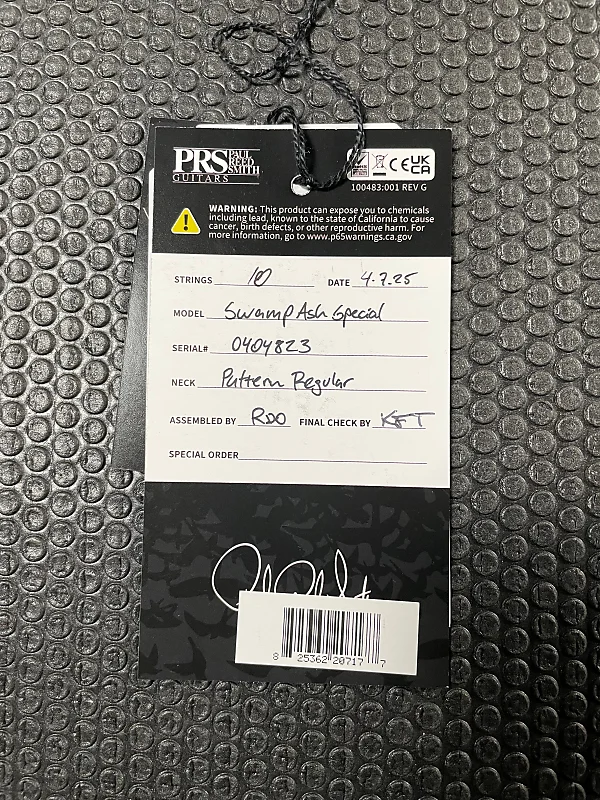 PRS PAUL REED SMITH
GUITARS
CE UK CA
100483:001 REV G
WARNING: This product can expose you to chemicals
including lead, known to the state of California to cause
cancer, birth defects, or other reproductive harm. For
more information, go to www.p65warnings.ca.gov
STRINGS 10 DATE 4.7.25
MODEL Swamp Ash Special
SERIAL# 0404823
NECK Pattern Regular
ASSEMBLED BY RDO FINAL CHECK BY
SPECIAL ORDER
8 25362 20717 7